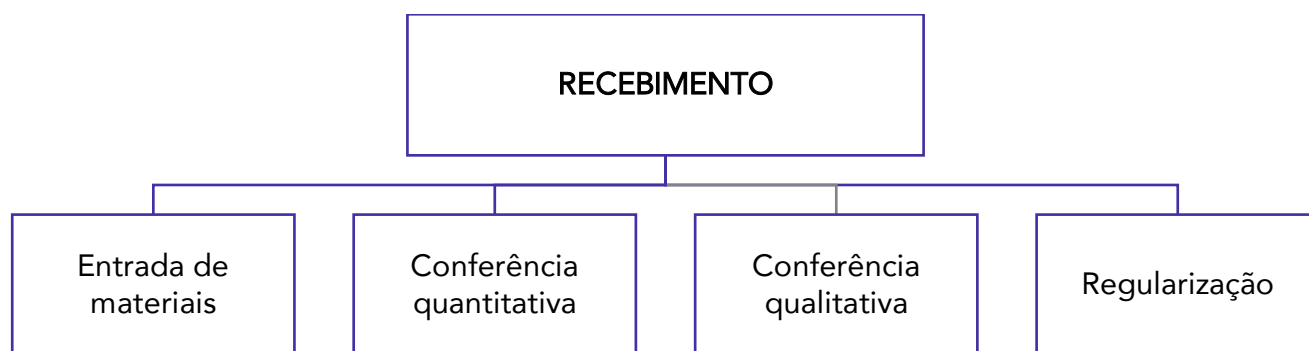 RECEBIMENTO
Entrada de
materiais
Conferência
quantitativa
Conferência
qualitativa
Regularização